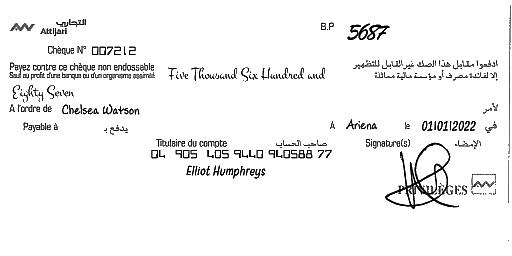 التجاري
Attijari
B.P 5687
Chèque N° 007212
Payez contre ce chèque non endossable
Sauf au profit d'une banque ou d'un organisme assimilé
Five Thousand Six Hundred and
ادفعوا مقابل هذا الصك غير القابل للتظهير
إلا لفائدة مصرف أو مؤسسة مالية مماثلة
Eighty Seven
A l'ordre de Chelsea Watson لأمر
Payable à يدفع بـ A Ariena le 01/01/2022 في
Titulaire du compte صاحب الحساب Signature(s) الإمضاء
04 905 405 9440 940588 77
Elliot Humphreys
PRIVILÈGES